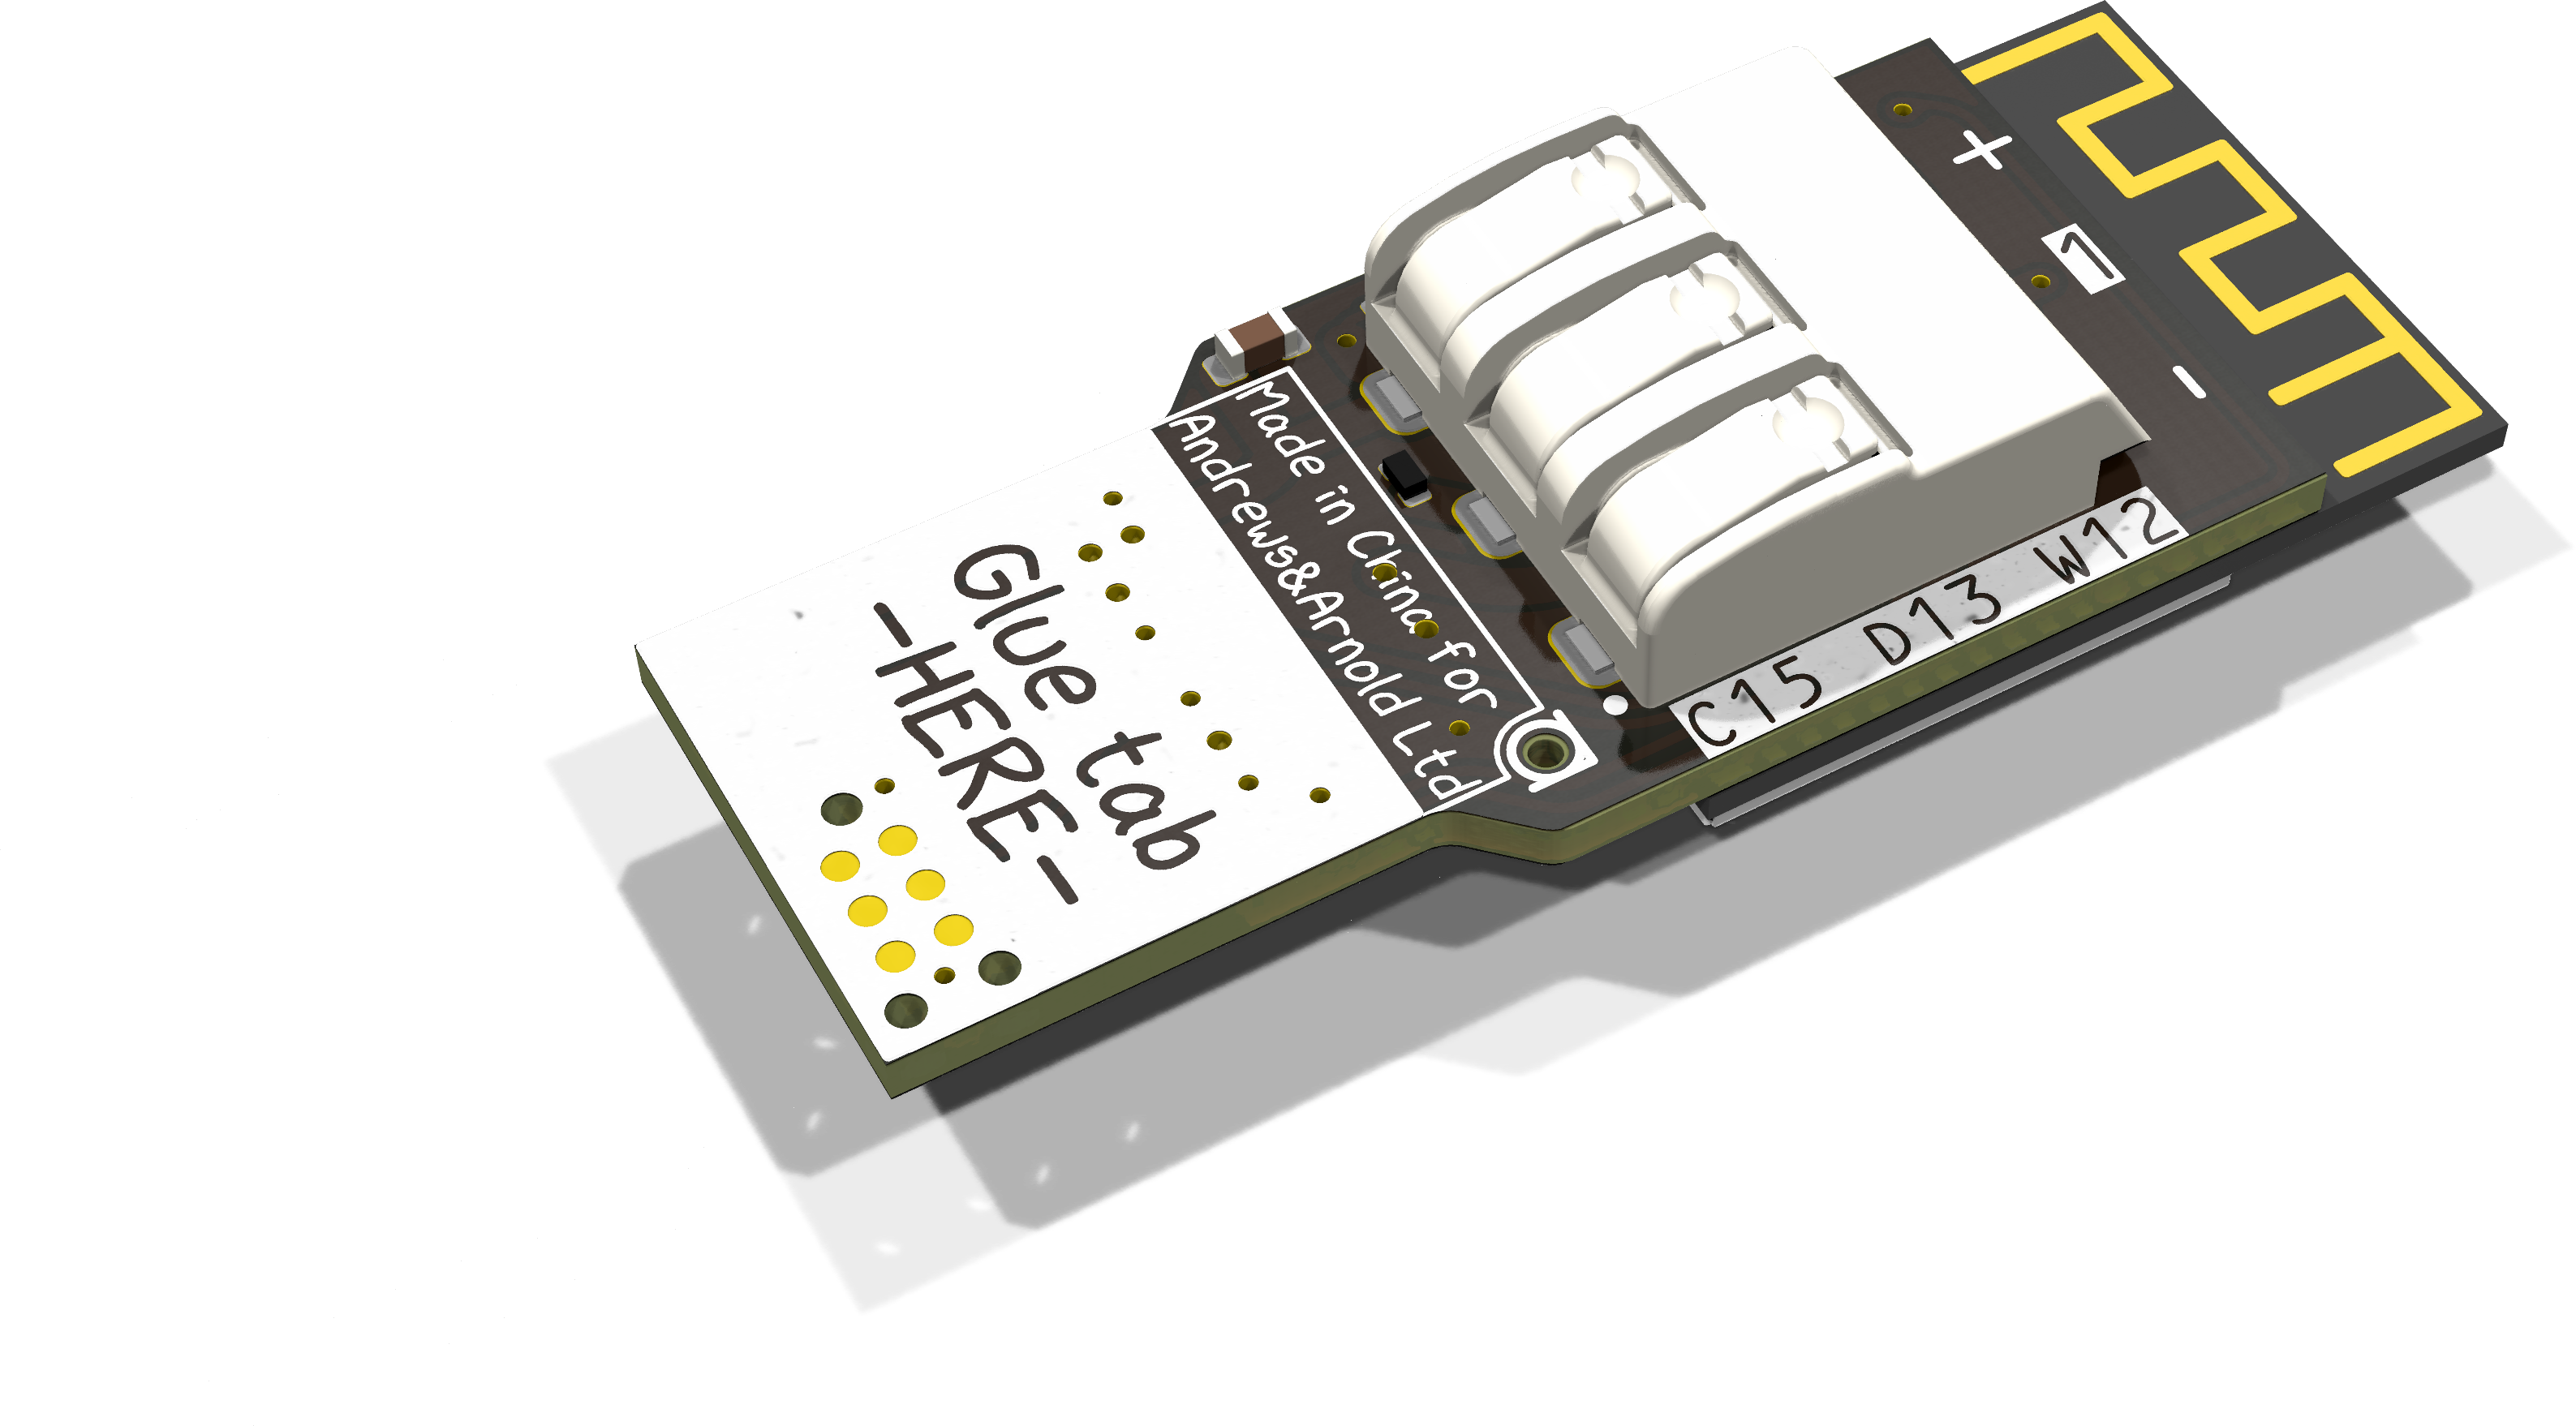 Glue tab
-HERE-
Made in China for
Andrews&Arnold Ltd
+
1
-
C15 D13 W12